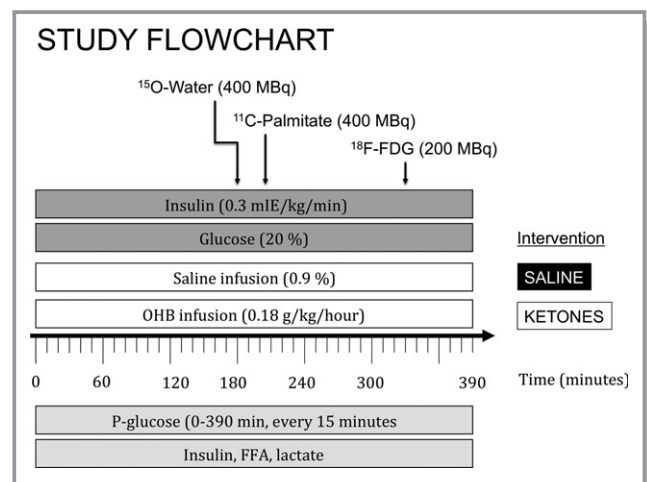 STUDY FLOWCHART
¹⁵O-Water (400 MBq)
¹¹C-Palmitate (400 MBq)
¹⁸F-FDG (200 MBq)
Insulin (0.3 mIE/kg/min)
Glucose (20 %)
Intervention
Saline infusion (0.9 %)
SALINE
OHB infusion (0.18 g/kg/hour)
KETONES
0 60 120 180 240 300 390 Time (minutes)
P-glucose (0-390 min, every 15 minutes
Insulin, FFA, lactate